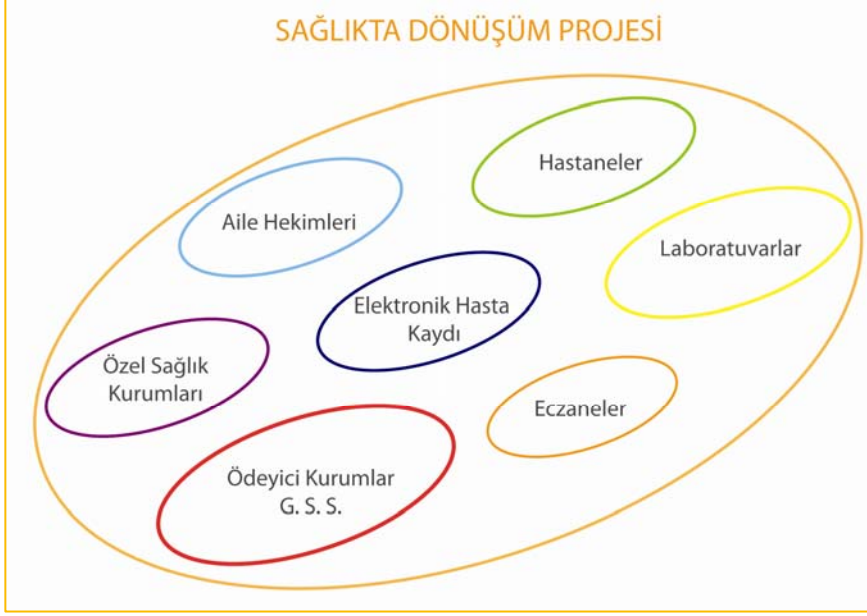 SAĞLIKTA DÖNÜŞÜM PROJESİ
Hastaneler
Aile Hekimleri
Laboratuvarlar
Elektronik Hasta
Kaydı
Özel Sağlık
Kurumları
Eczaneler
Ödeyici Kurumlar
G. S. S.